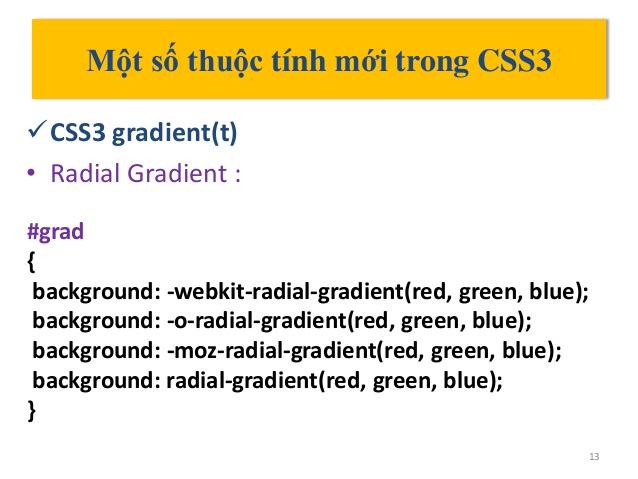 Một số thuộc tính mới trong CSS3
✓CSS3 gradient(t)
• Radial Gradient :
#grad
{
background: -webkit-radial-gradient(red, green, blue);
background: -o-radial-gradient(red, green, blue);
background: -moz-radial-gradient(red, green, blue);
background: radial-gradient(red, green, blue);
}
13